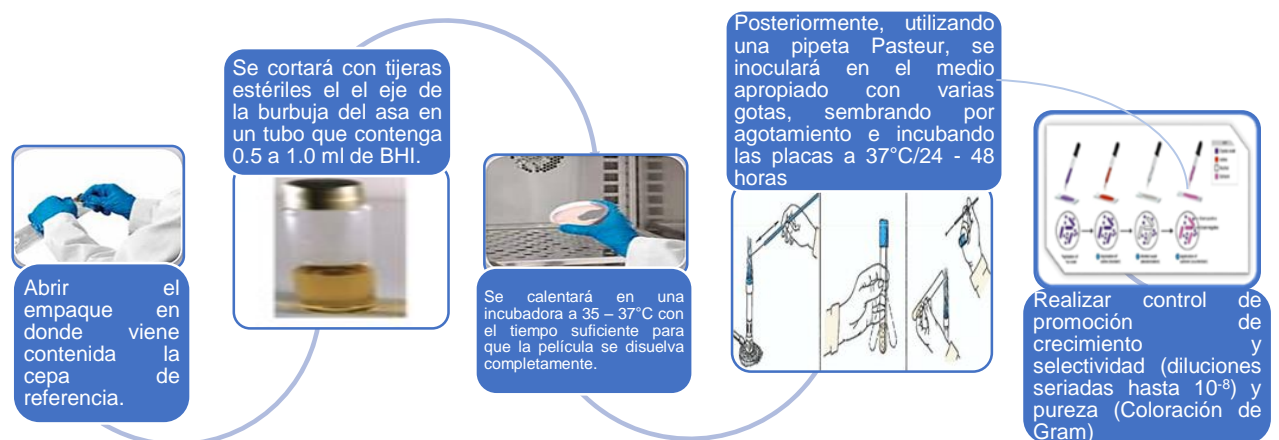 Abrir el
empaque en
donde viene
contenida la
cepa de
referencia.
Se cortará con tijeras
estériles el el eje de
la burbuja del asa en
un tubo que contenga
0.5 a 1.0 ml de BHI.
Se calentará en una
incubadora a 35 – 37°C con
el tiempo suficiente para
que la película se disuelva
completamente.
Posteriormente, utilizando
una pipeta Pasteur, se
inoculará en el medio
apropiado con varias
gotas, sembrando por
agotamiento e incubando
las placas a 37°C/24 - 48
horas
Realizar control de
promoción de
crecimiento y
selectividad (diluciones
seriadas hasta 10⁻⁸) y
pureza (Coloración de
Gram)